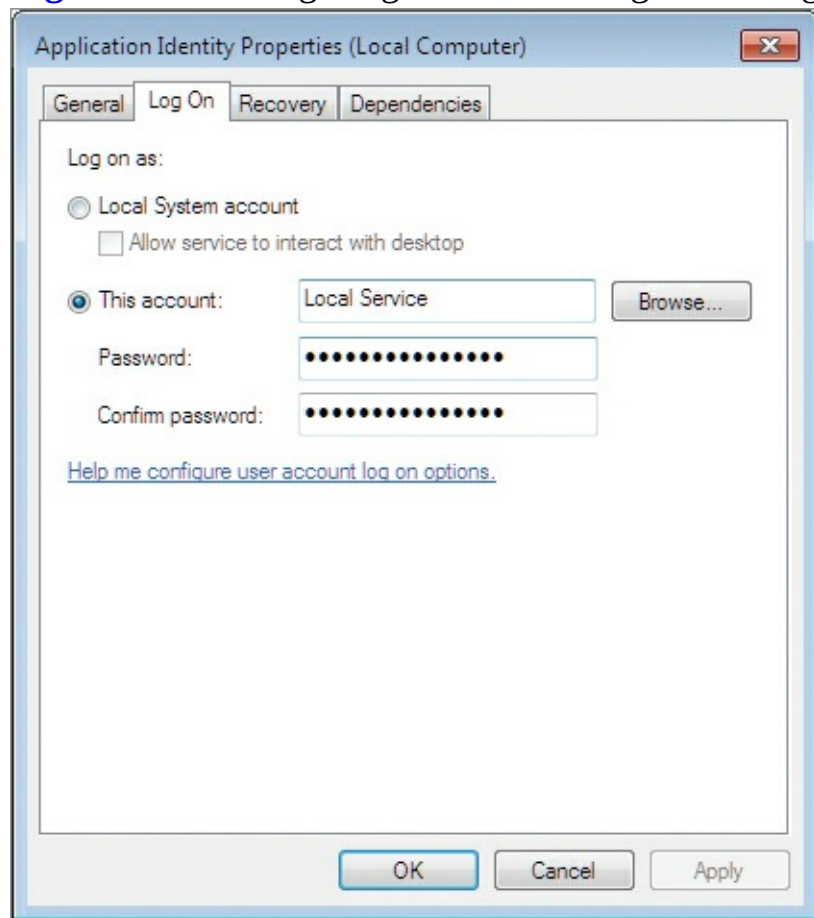 Application Identity Properties (Local Computer)
General Log On Recovery Dependencies
Log on as:
Local System account
Allow service to interact with desktop
This account: Local Service Browse...
Password: •••••••••••••••
Confirm password: •••••••••••••••
Help me configure user account log on options.
OK Cancel Apply